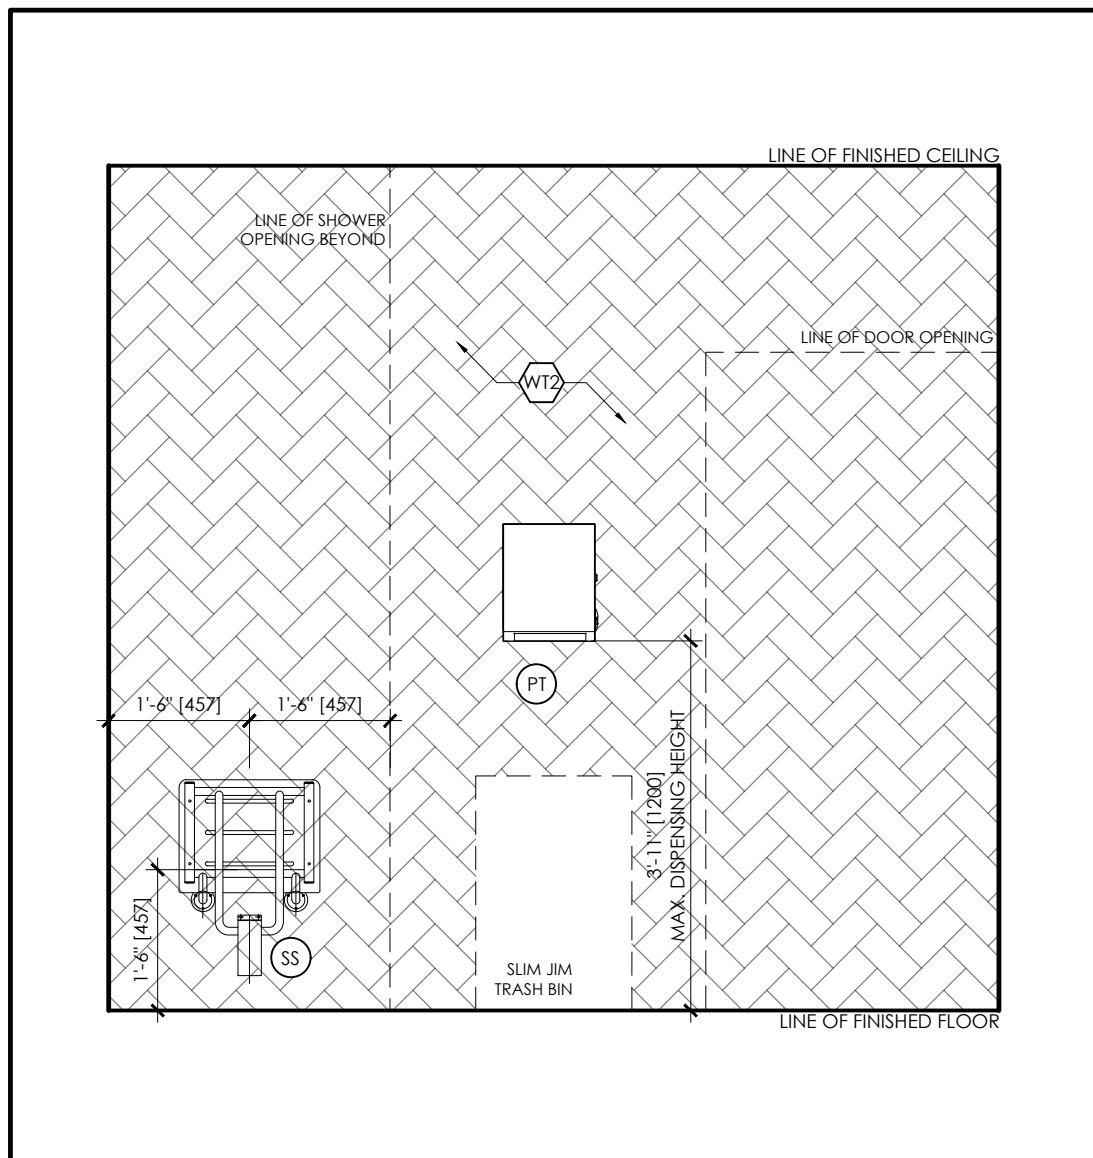 LINE OF FINISHED CEILING
LINE OF SHOWER
OPENING BEYOND
LINE OF DOOR OPENING
WT2
PT
1'-6" [457]
1'-6" [457]
3'-11" [1200]
MAX. DISPENSING HEIGHT
1'-6" [457]
SS
SLIM JIM
TRASH BIN
LINE OF FINISHED FLOOR